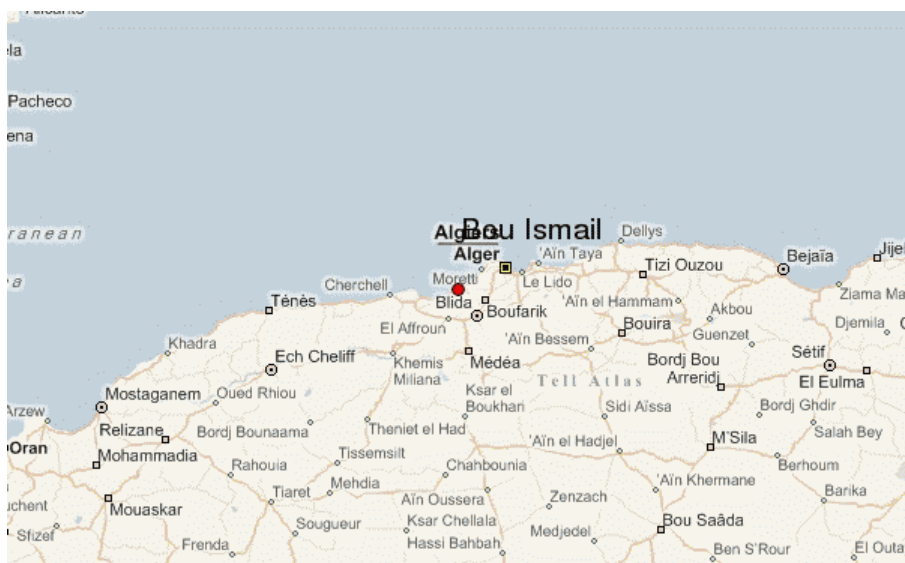 Pacheco
ranean
Bou Ismail
Algiers
Alger
Dellys
'Aïn Taya
Bejaïa
Tizi Ouzou
Moretti
Le Lido
Cherchell
Ténès
Blida
Boufarik
'Aïn el Hammam
Akbou
Ziama Ma
Djemila
El Affroun
Bouira
Guenzet
Khadra
'Aïn Bessem
Ech Cheliff
Khemis
Miliana
Médéa
Bordj Bou
Arreridj
Sétif
El Eulma
Tell Atlas
Mostaganem
Oued Rhiou
Ksar el
Boukhari
Sidi Aïssa
Bordj Ghdir
Arzew
Relizane
Bordj Bounaama
Theniet el Had
'Aïn el Hadjel
M'Sila
Salah Bey
Oran
Mohammadia
Rahouia
Tissemsilt
Chahbounia
Berhoum
Tiaret
Mehdia
Aïn Oussera
'Aïn Khermane
Zenzach
Barika
Mouaskar
Sougueur
Ksar Chellala
Bou Saâda
Sfizef
Frenda
Hassi Bahbah
Medjedel
Ben S'Rour
El Outa